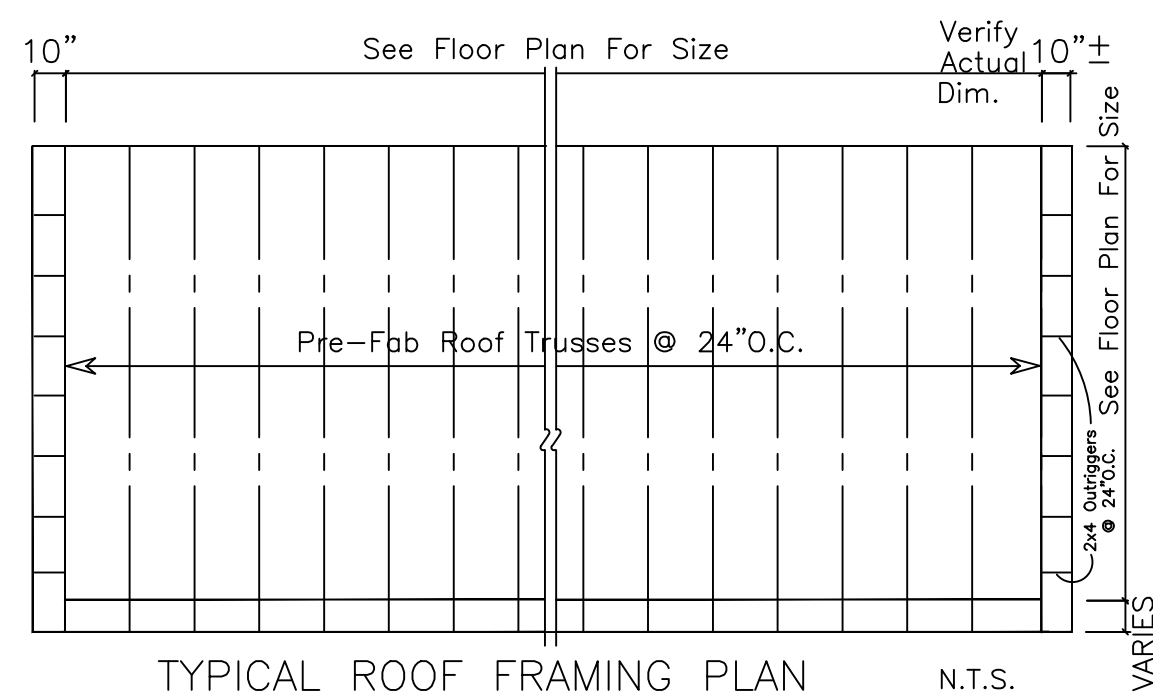 10”
See Floor Plan For Size
Verify
Actual
Dim.
10”±
See Floor Plan For Size
Pre–Fab Roof Trusses @ 24”O.C.
2x4 Outriggers
@ 24”O.C.
VARIES
TYPICAL ROOF FRAMING PLAN
N.T.S.